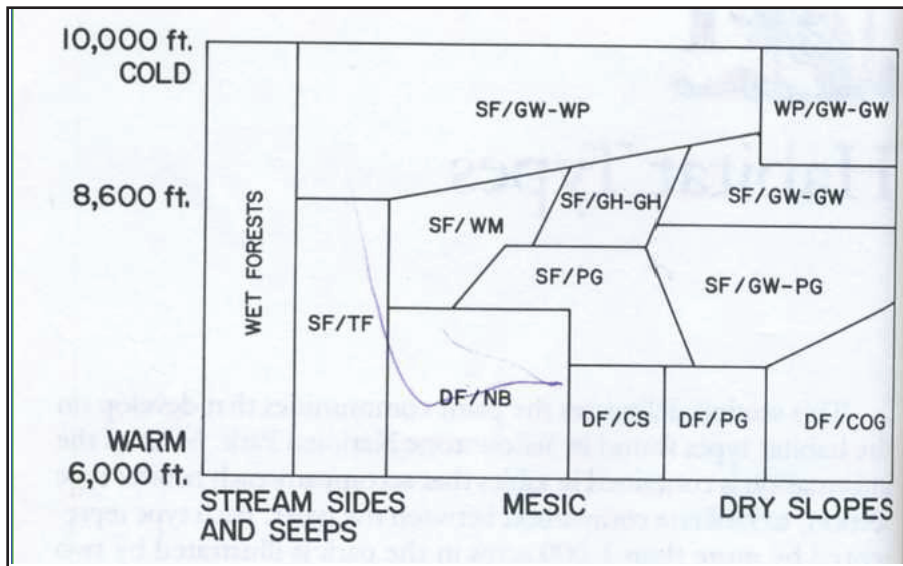 10,000 ft.
COLD
SF/GW-WP
WP/GW-GW
8,600 ft.
SF/WM
SF/GH-GH
SF/GW-GW
SF/PG
SF/GW-PG
WET FORESTS
SF/TF
DF/NB
DF/CS
DF/PG
DF/COG
WARM
6,000 ft.
STREAM SIDES
AND SEEPS
MESIC
DRY SLOPES